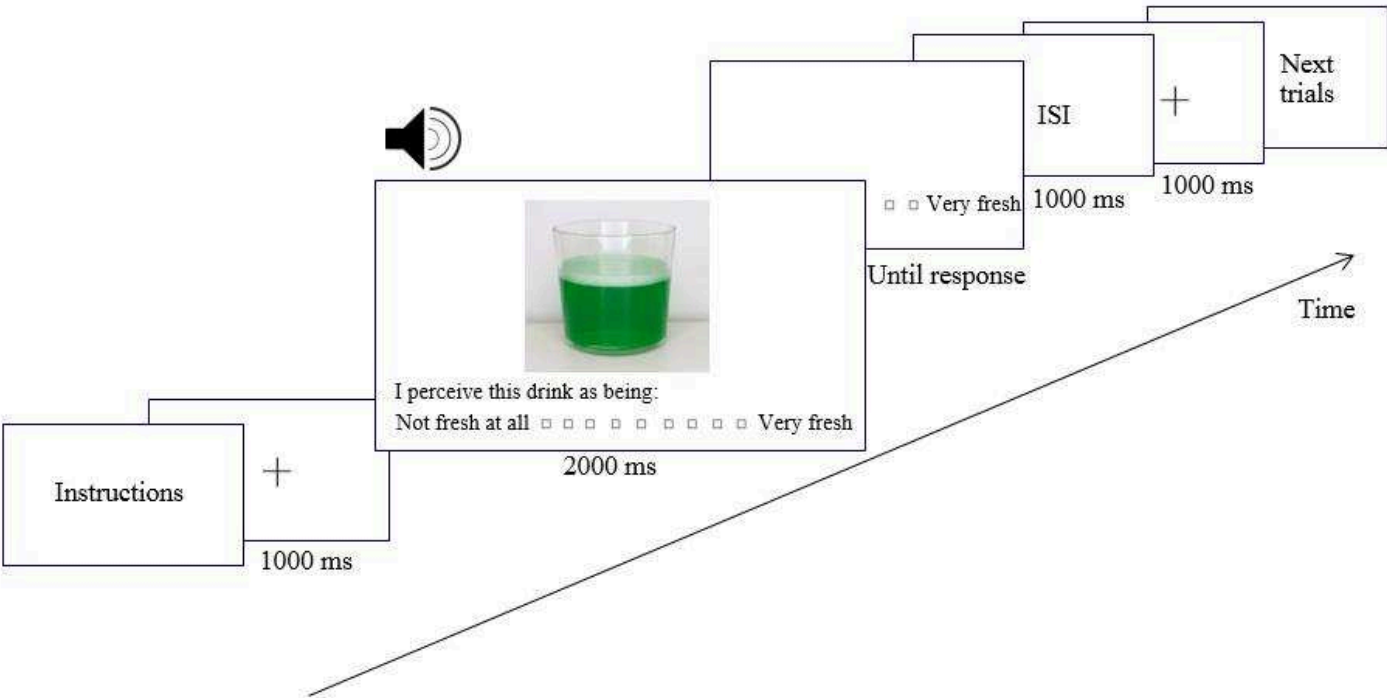 Instructions
+
1000 ms
I perceive this drink as being:
Not fresh at all □ □ □ □ □ □ □ □ □ Very fresh
2000 ms
□ □ Very fresh
Until response
ISI
1000 ms
+
1000 ms
Next
trials
Time